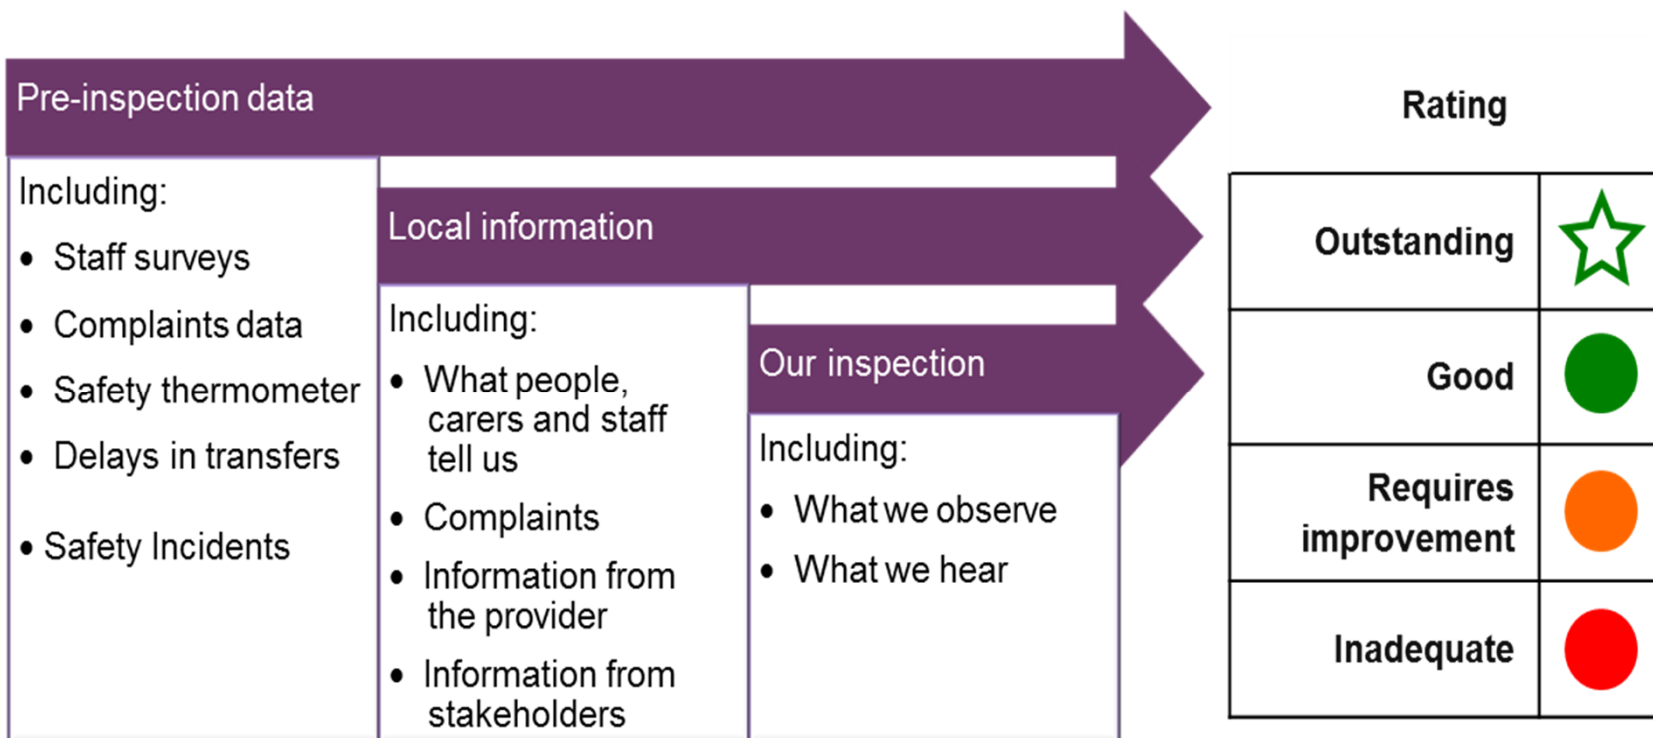 Pre-inspection data
Including:
• Staff surveys
• Complaints data
• Safety thermometer
• Delays in transfers
• Safety Incidents
Local information
Including:
• What people,
carers and staff
tell us
• Complaints
• Information from
the provider
• Information from
stakeholders
Our inspection
Including:
• What we observe
• What we hear
Rating
Outstanding
Good
Requires
improvement
Inadequate